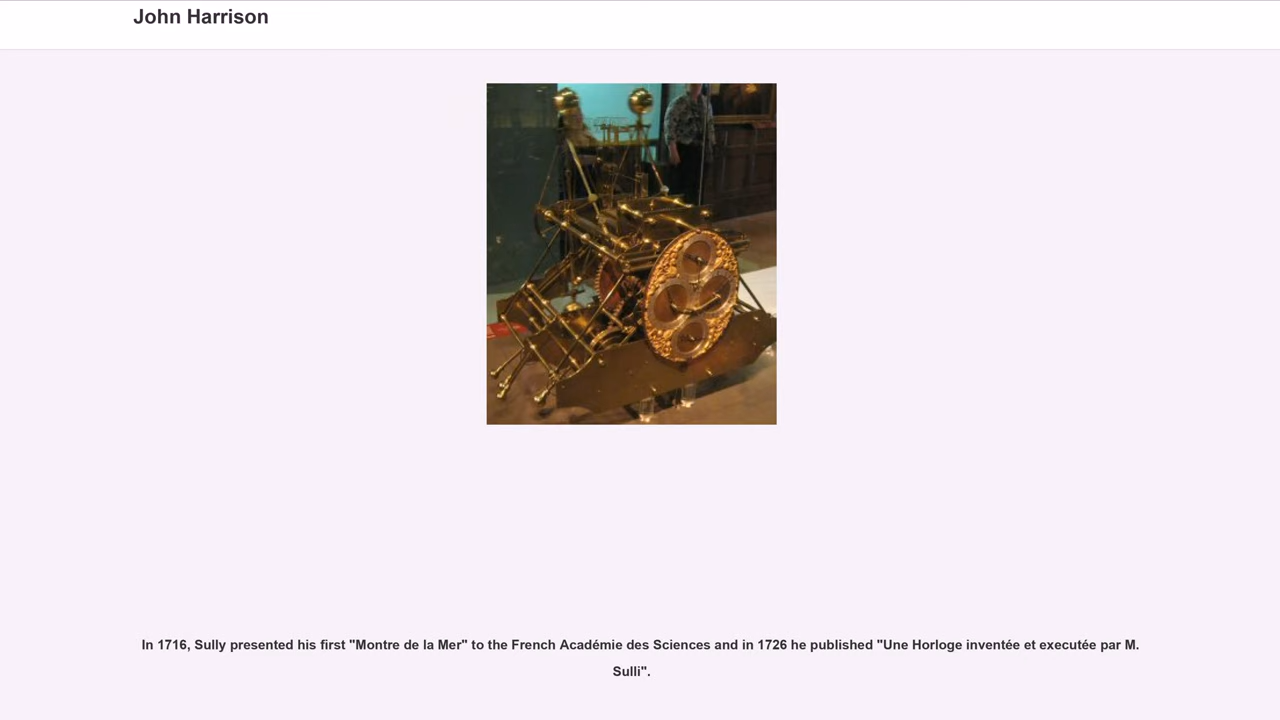 John Harrison
In 1716, Sully presented his first "Montre de la Mer" to the French Académie des Sciences and in 1726 he published "Une Horloge inventée et executée par M.
Sulli".